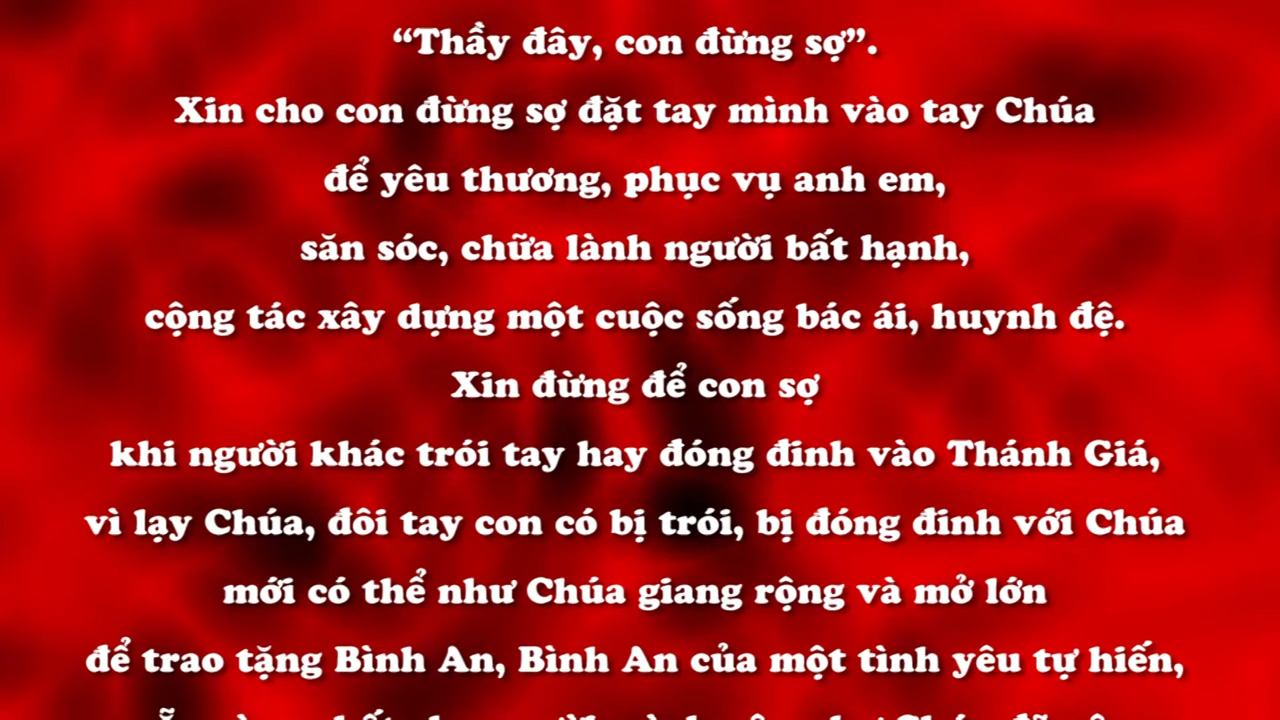 “Thầy đây, con đừng sợ”.
Xin cho con đừng sợ đặt tay mình vào tay Chúa
để yêu thương, phục vụ anh em,
săn sóc, chữa lành người bất hạnh,
cộng tác xây dựng một cuộc sống bác ái, huynh đệ.
Xin đừng để con sợ
khi người khác trói tay hay đóng đinh vào Thánh Giá,
vì lạy Chúa, đôi tay con có bị trói, bị đóng đinh với Chúa
mới có thể như Chúa giang rộng và mở lớn
để trao tặng Bình An, Bình An của một tình yêu tự hiến,